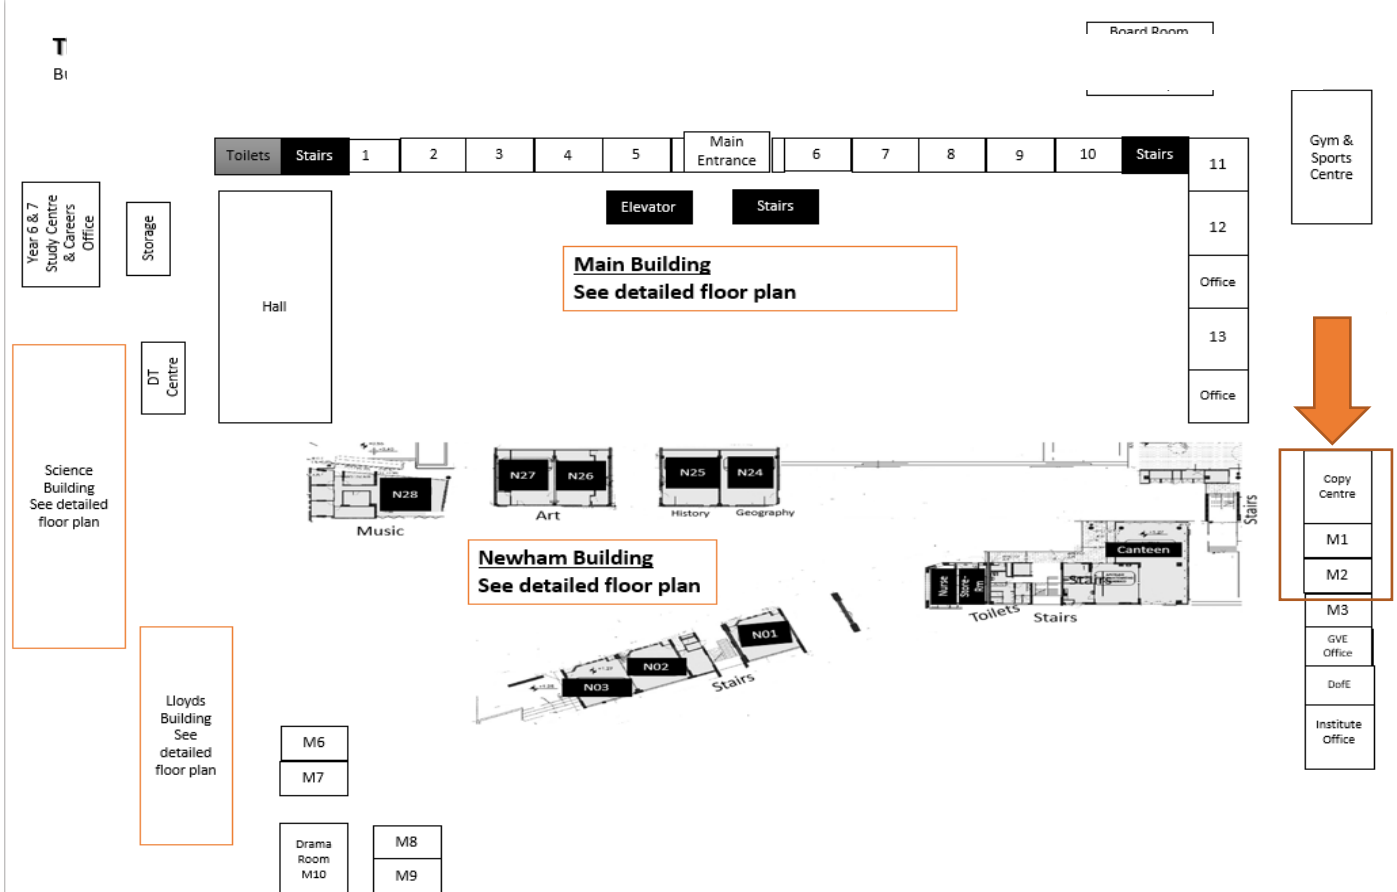 Board Room
Toilets
Stairs
1
2
3
4
5
Main
Entrance
6
7
8
9
10
Stairs
11
Gym &
Sports
Centre
Year 6 & 7
Study Centre
& Careers
Office
Storage
Elevator
Stairs
12
Main Building
See detailed floor plan
Office
Hall
13
DT
Centre
Office
Science
Building
See detailed
floor plan
N28
Music
N27
N26
Art
N25
N24
History
Geography
Stairs
Copy
Centre
M1
M2
M3
GVE
Office
DofE
Institute
Office
Newham Building
See detailed floor plan
Canteen
Nurse
Store-
Rm
Stairs
Toilets
Stairs
N01
N02
N03
Stairs
Lloyds
Building
See
detailed
floor plan
M6
M7
Drama
Room
M10
M8
M9